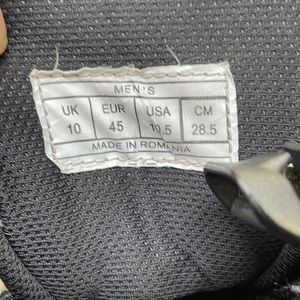 MEN'S
UK EUR USA CM
10 45 10.5 28.5
MADE IN ROMANIA